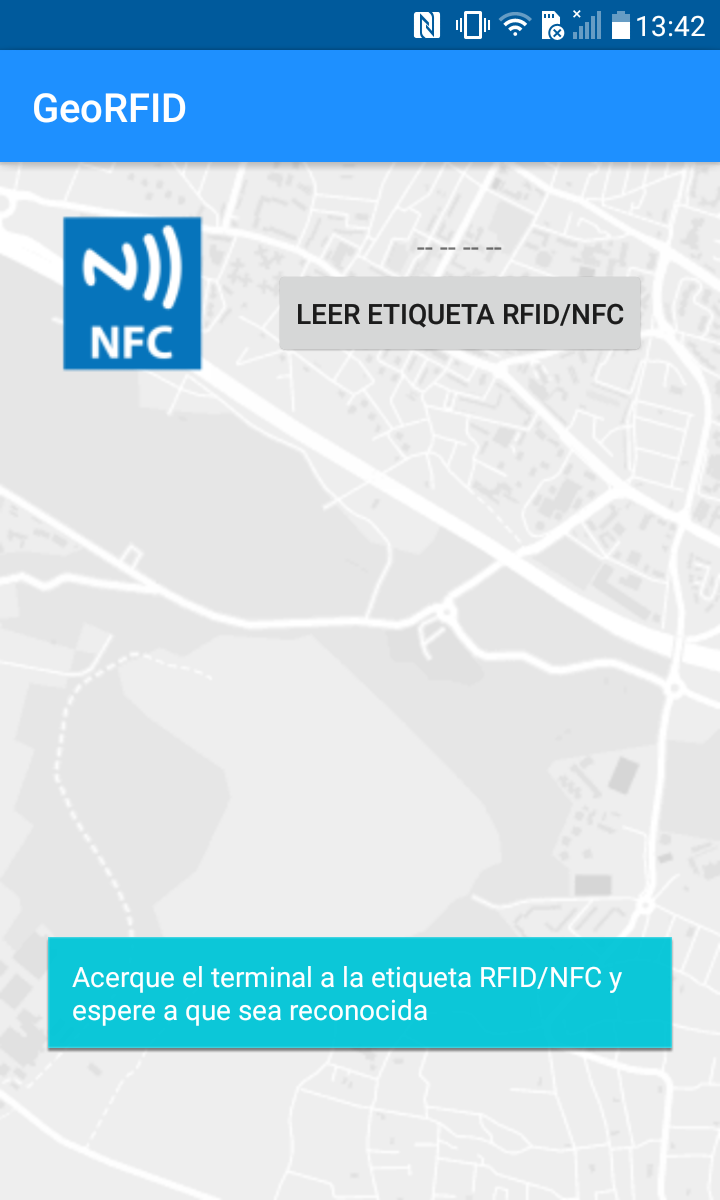 13:42
GeoRFID
NFC
-- -- -- --
LEER ETIQUETA RFID/NFC
Acerque el terminal a la etiqueta RFID/NFC y
espere a que sea reconocida